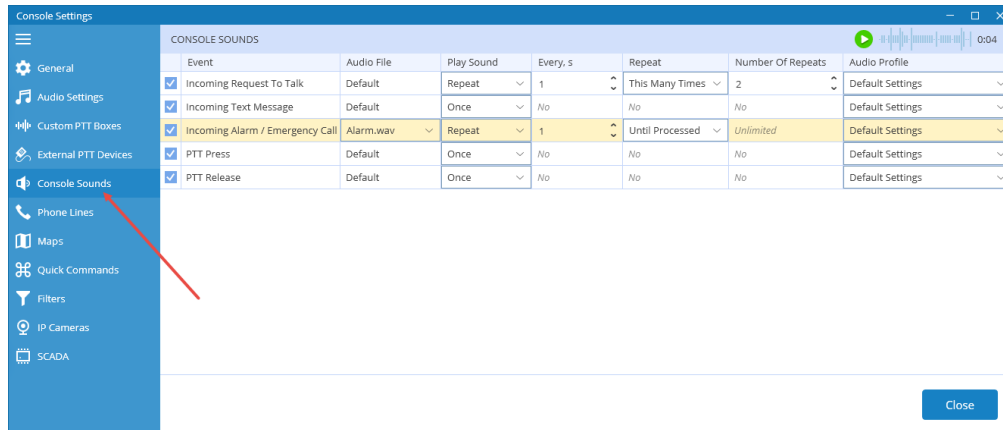 Console Settings
General
Audio Settings
Custom PTT Boxes
External PTT Devices
Console Sounds
Phone Lines
Maps
Quick Commands
Filters
IP Cameras
SCADA
CONSOLE SOUNDS 0:04
Event Audio File Play Sound Every, s Repeat Number Of Repeats Audio Profile
Incoming Request To Talk Default Repeat 1 This Many Times 2 Default Settings
Incoming Text Message Default Once No No No Default Settings
Incoming Alarm / Emergency Call Alarm.wav Repeat 1 Until Processed Unlimited Default Settings
PTT Press Default Once No No No Default Settings
PTT Release Default Once No No No Default Settings
Close